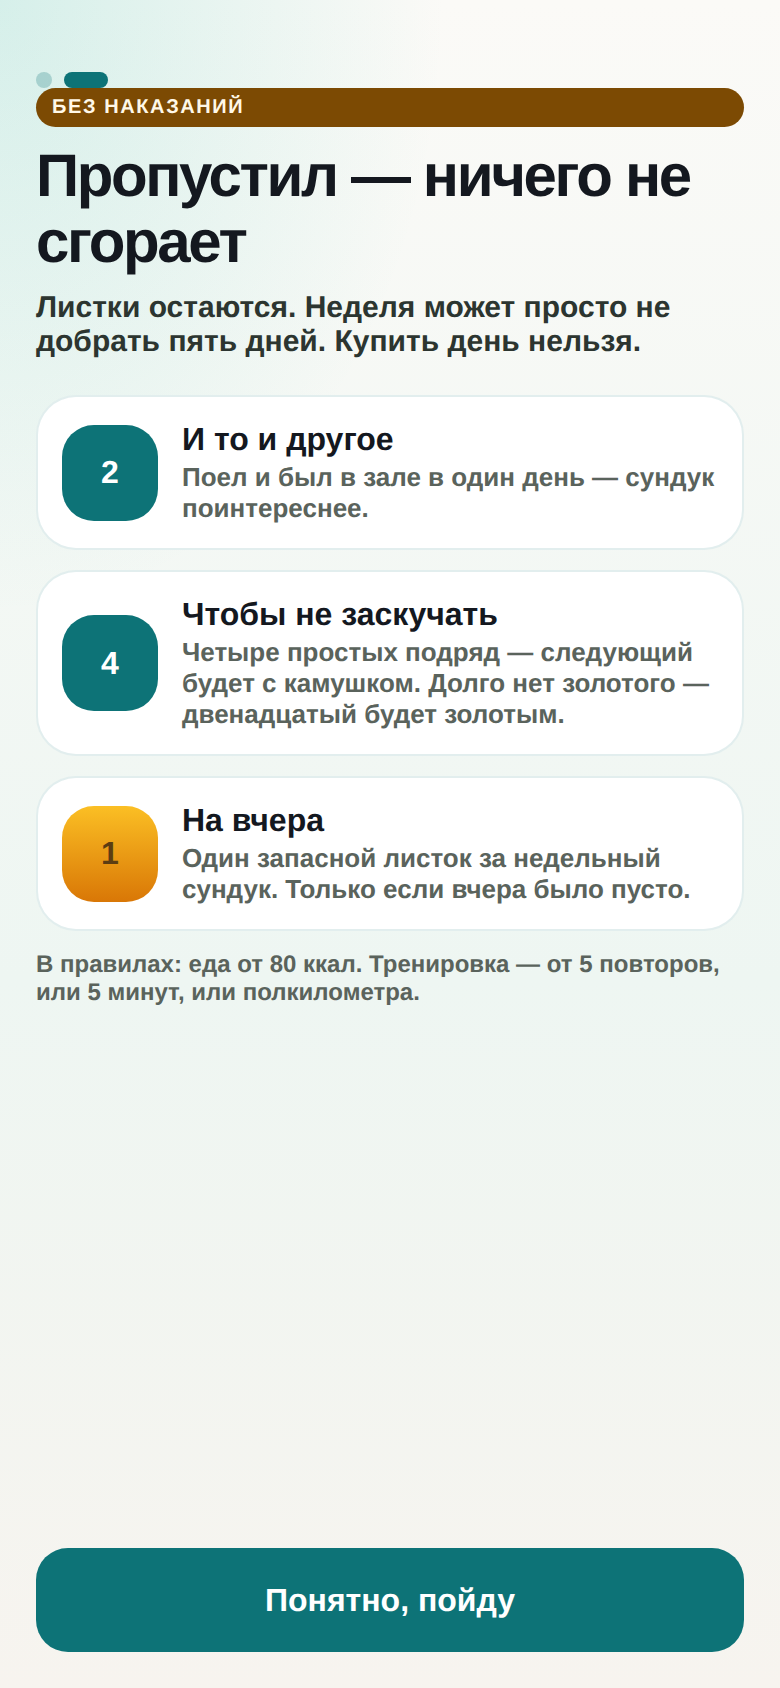 БЕЗ НАКАЗАНИЙ
Пропустил — ничего не
сгорает
Листки остаются. Неделя может просто не
добрать пять дней. Купить день нельзя.
2
И то и другое
Поел и был в зале в один день — сундук
поинтереснее.
4
Чтобы не заскучать
Четыре простых подряд — следующий
будет с камушком. Долго нет золотого —
двенадцатый будет золотым.
1
На вчера
Один запасной листок за недельный
сундук. Только если вчера было пусто.
В правилах: еда от 80 ккал. Тренировка — от 5 повторов,
или 5 минут, или полкилометра.
Понятно, пойду